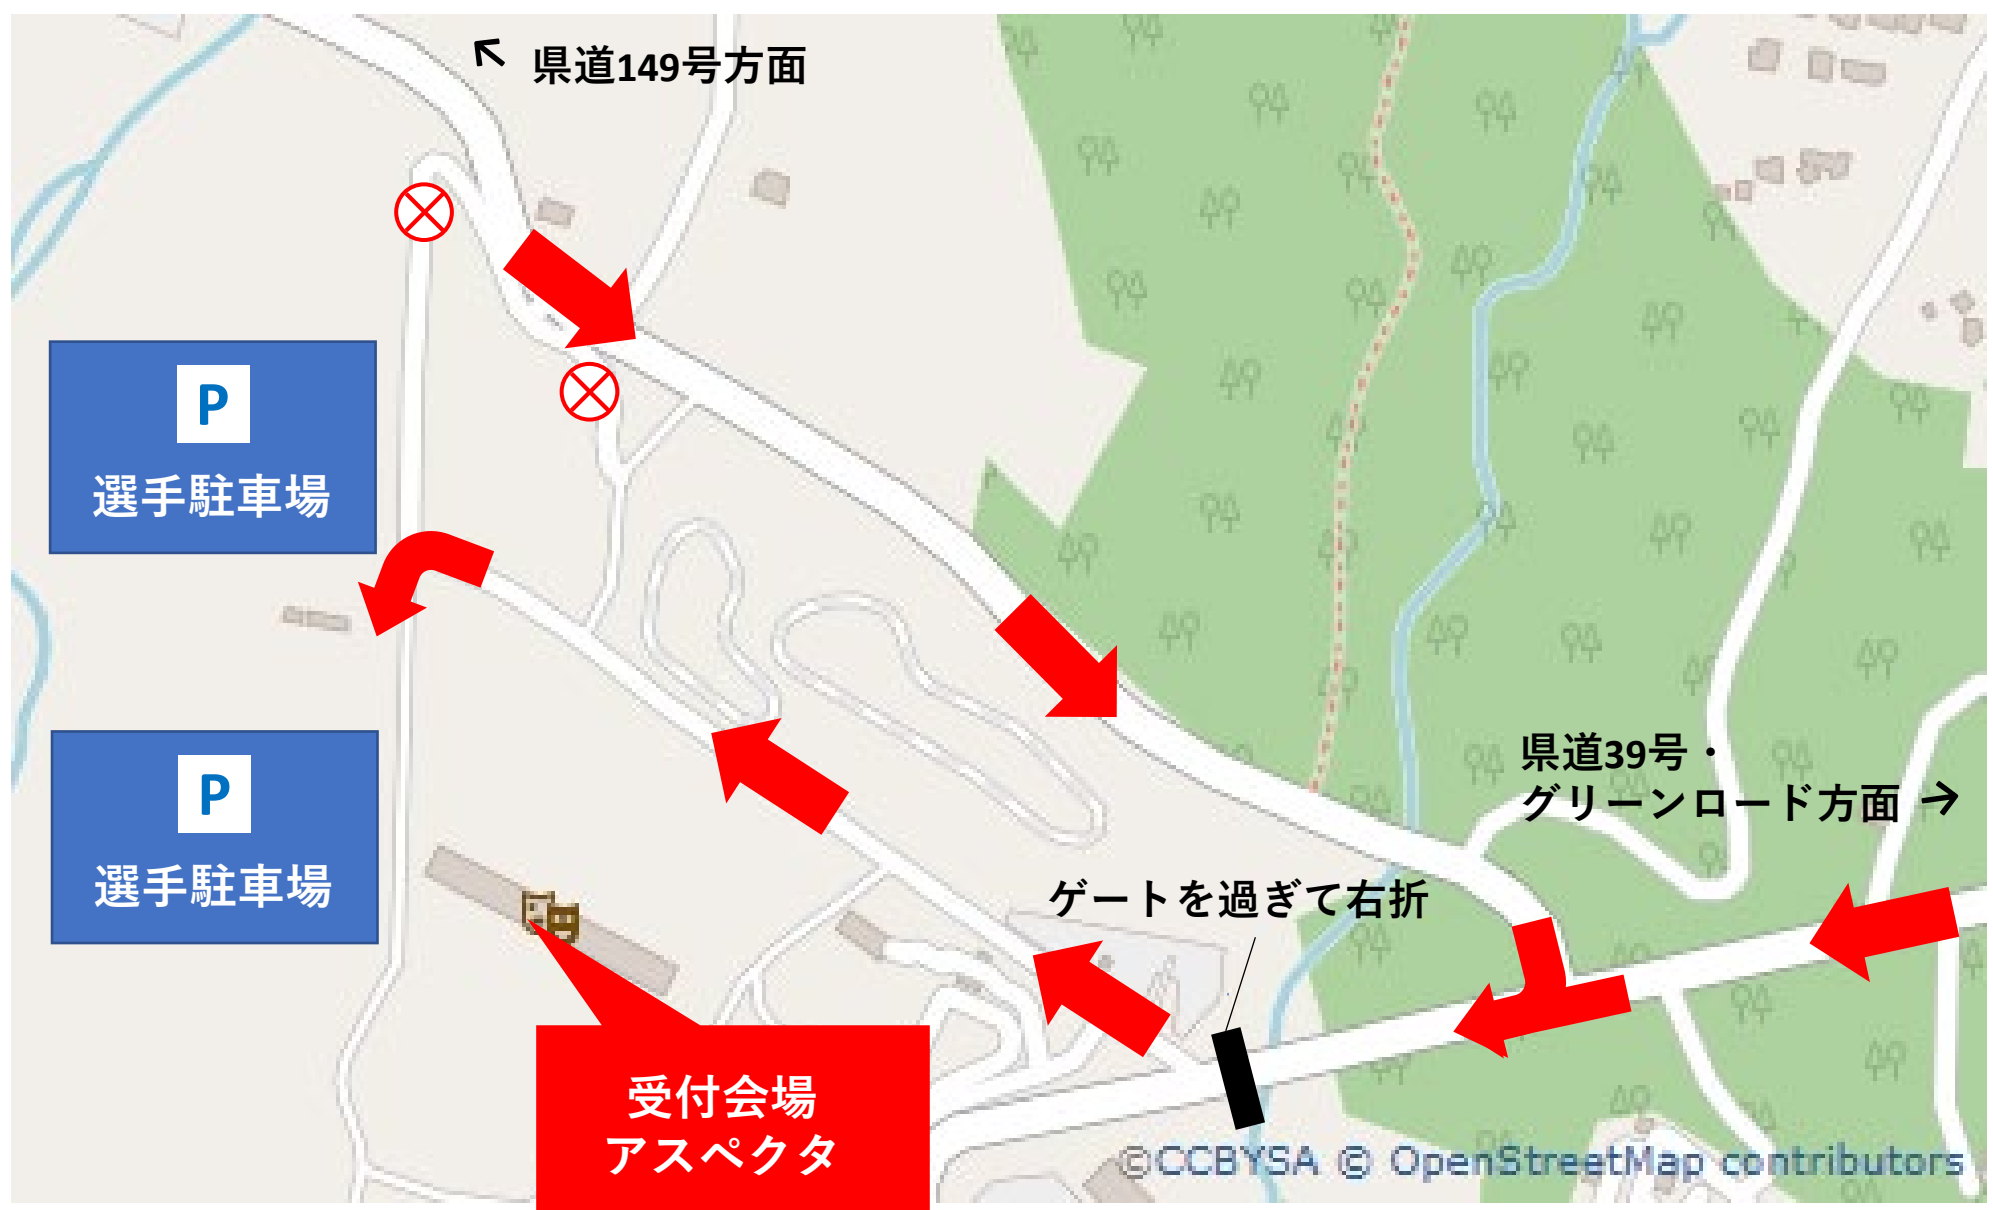 県道149号方面
P
選手駐車場
P
選手駐車場
県道39号・
グリーンロード方面
ゲートを過ぎて右折
受付会場
アスペクタ
©CCBYSA © OpenStreetMap contributors